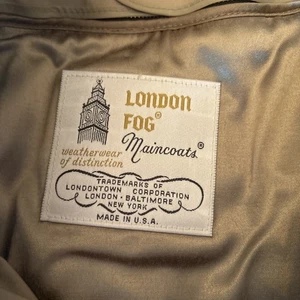 LONDON
FOG®
Maincoats®
weatherwear
of distinction
TRADEMARKS OF
LONDONTOWN CORPORATION
LONDON · BALTIMORE
NEW YORK
MADE IN U.S.A.